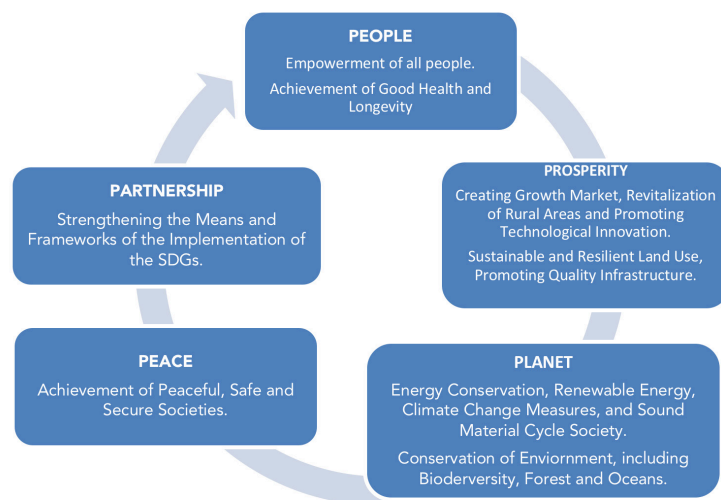 PEOPLE
Empowerment of all people.
Achievement of Good Health and
Longevity
PROSPERITY
Creating Growth Market, Revitalization
of Rural Areas and Promoting
Technological Innovation.
Sustainable and Resilient Land Use,
Promoting Quality Infrastructure.
PLANET
Energy Conservation, Renewable Energy,
Climate Change Measures, and Sound
Material Cycle Society.
Conservation of Enviornment, including
Bioderversity, Forest and Oceans.
PEACE
Achievement of Peaceful, Safe and
Secure Societies.
PARTNERSHIP
Strengthening the Means and
Frameworks of the Implementation of
the SDGs.